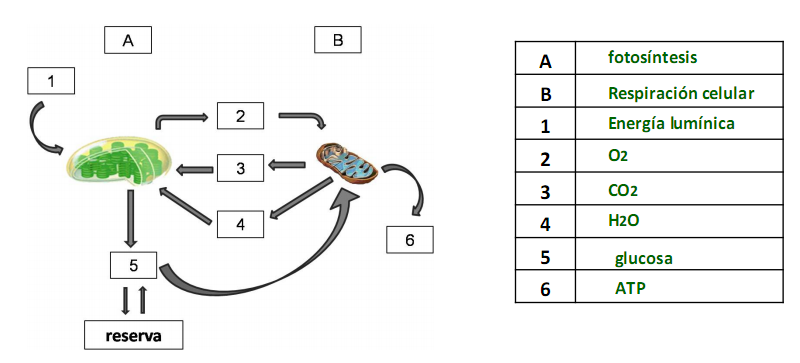 A
B
1
2
3
4
5
6
reserva
A fotosíntesis
B Respiración celular
1 Energía lumínica
2 O2
3 CO2
4 H2O
5 glucosa
6 ATP